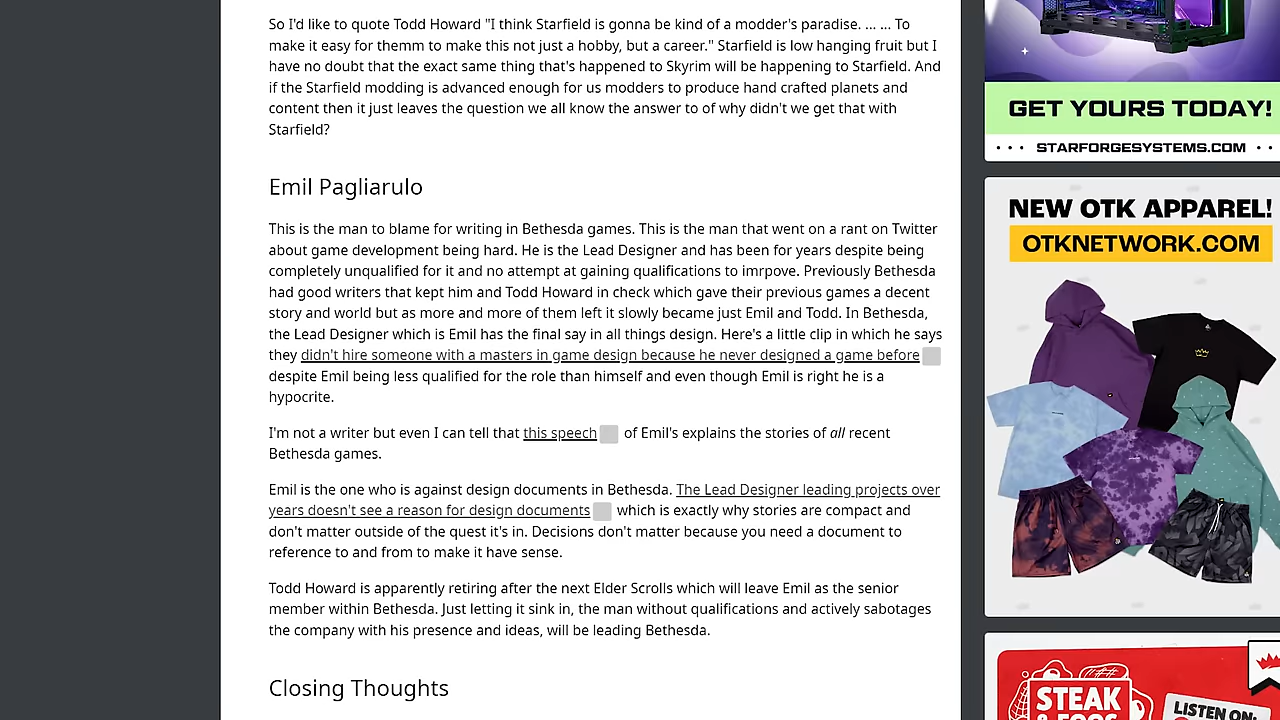 So I'd like to quote Todd Howard "I think Starfield is gonna be kind of a modder's paradise. ... ... To
make it easy for themm to make this not just a hobby, but a career." Starfield is low hanging fruit but I
have no doubt that the exact same thing that's happened to Skyrim will be happening to Starfield. And
if the Starfield modding is advanced enough for us modders to produce hand crafted planets and
content then it just leaves the question we all know the answer to of why didn't we get that with
Starfield?
Emil Pagliarulo
This is the man to blame for writing in Bethesda games. This is the man that went on a rant on Twitter
about game development being hard. He is the Lead Designer and has been for years despite being
completely unqualified for it and no attempt at gaining qualifications to imrpove. Previously Bethesda
had good writers that kept him and Todd Howard in check which gave their previous games a decent
story and world but as more and more of them left it slowly became just Emil and Todd. In Bethesda,
the Lead Designer which is Emil has the final say in all things design. Here's a little clip in which he says
they didn't hire someone with a masters in game design because he never designed a game before
despite Emil being less qualified for the role than himself and even though Emil is right he is a
hypocrite.
I'm not a writer but even I can tell that this speech of Emil's explains the stories of all recent
Bethesda games.
Emil is the one who is against design documents in Bethesda. The Lead Designer leading projects over
years doesn't see a reason for design documents which is exactly why stories are compact and
don't matter outside of the quest it's in. Decisions don't matter because you need a document to
reference to and from to make it have sense.
Todd Howard is apparently retiring after the next Elder Scrolls which will leave Emil as the senior
member within Bethesda. Just letting it sink in, the man without qualifications and actively sabotages
the company with his presence and ideas, will be leading Bethesda.
Closing Thoughts
GET YOURS TODAY!
STARFORGESYSTEMS.COM
NEW OTK APPAREL!
OTKNETWORK.COM
STEAK
LISTEN ON: